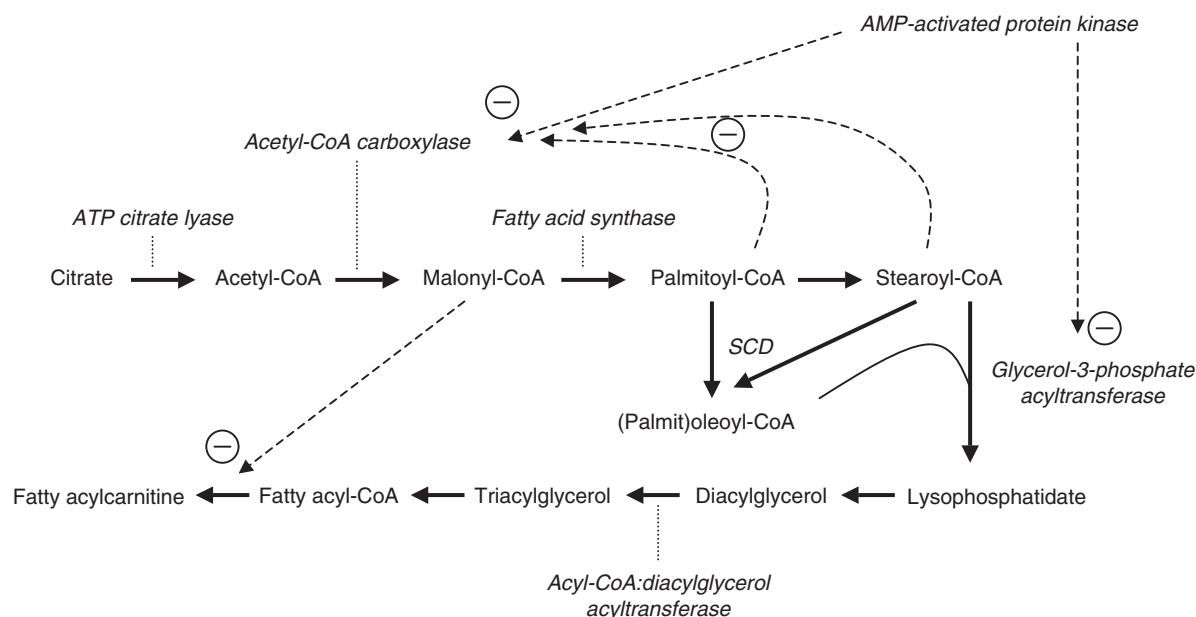 AMP-activated protein kinase
Acetyl-CoA carboxylase
ATP citrate lyase
Fatty acid synthase
Citrate
Acetyl-CoA
Malonyl-CoA
Palmitoyl-CoA
Stearoyl-CoA
SCD
Glycerol-3-phosphate
acyltransferase
(Palmit)oleoyl-CoA
Fatty acylcarnitine
Fatty acyl-CoA
Triacylglycerol
Diacylglycerol
Lysophosphatidate
Acyl-CoA:diacylglycerol
acyltransferase